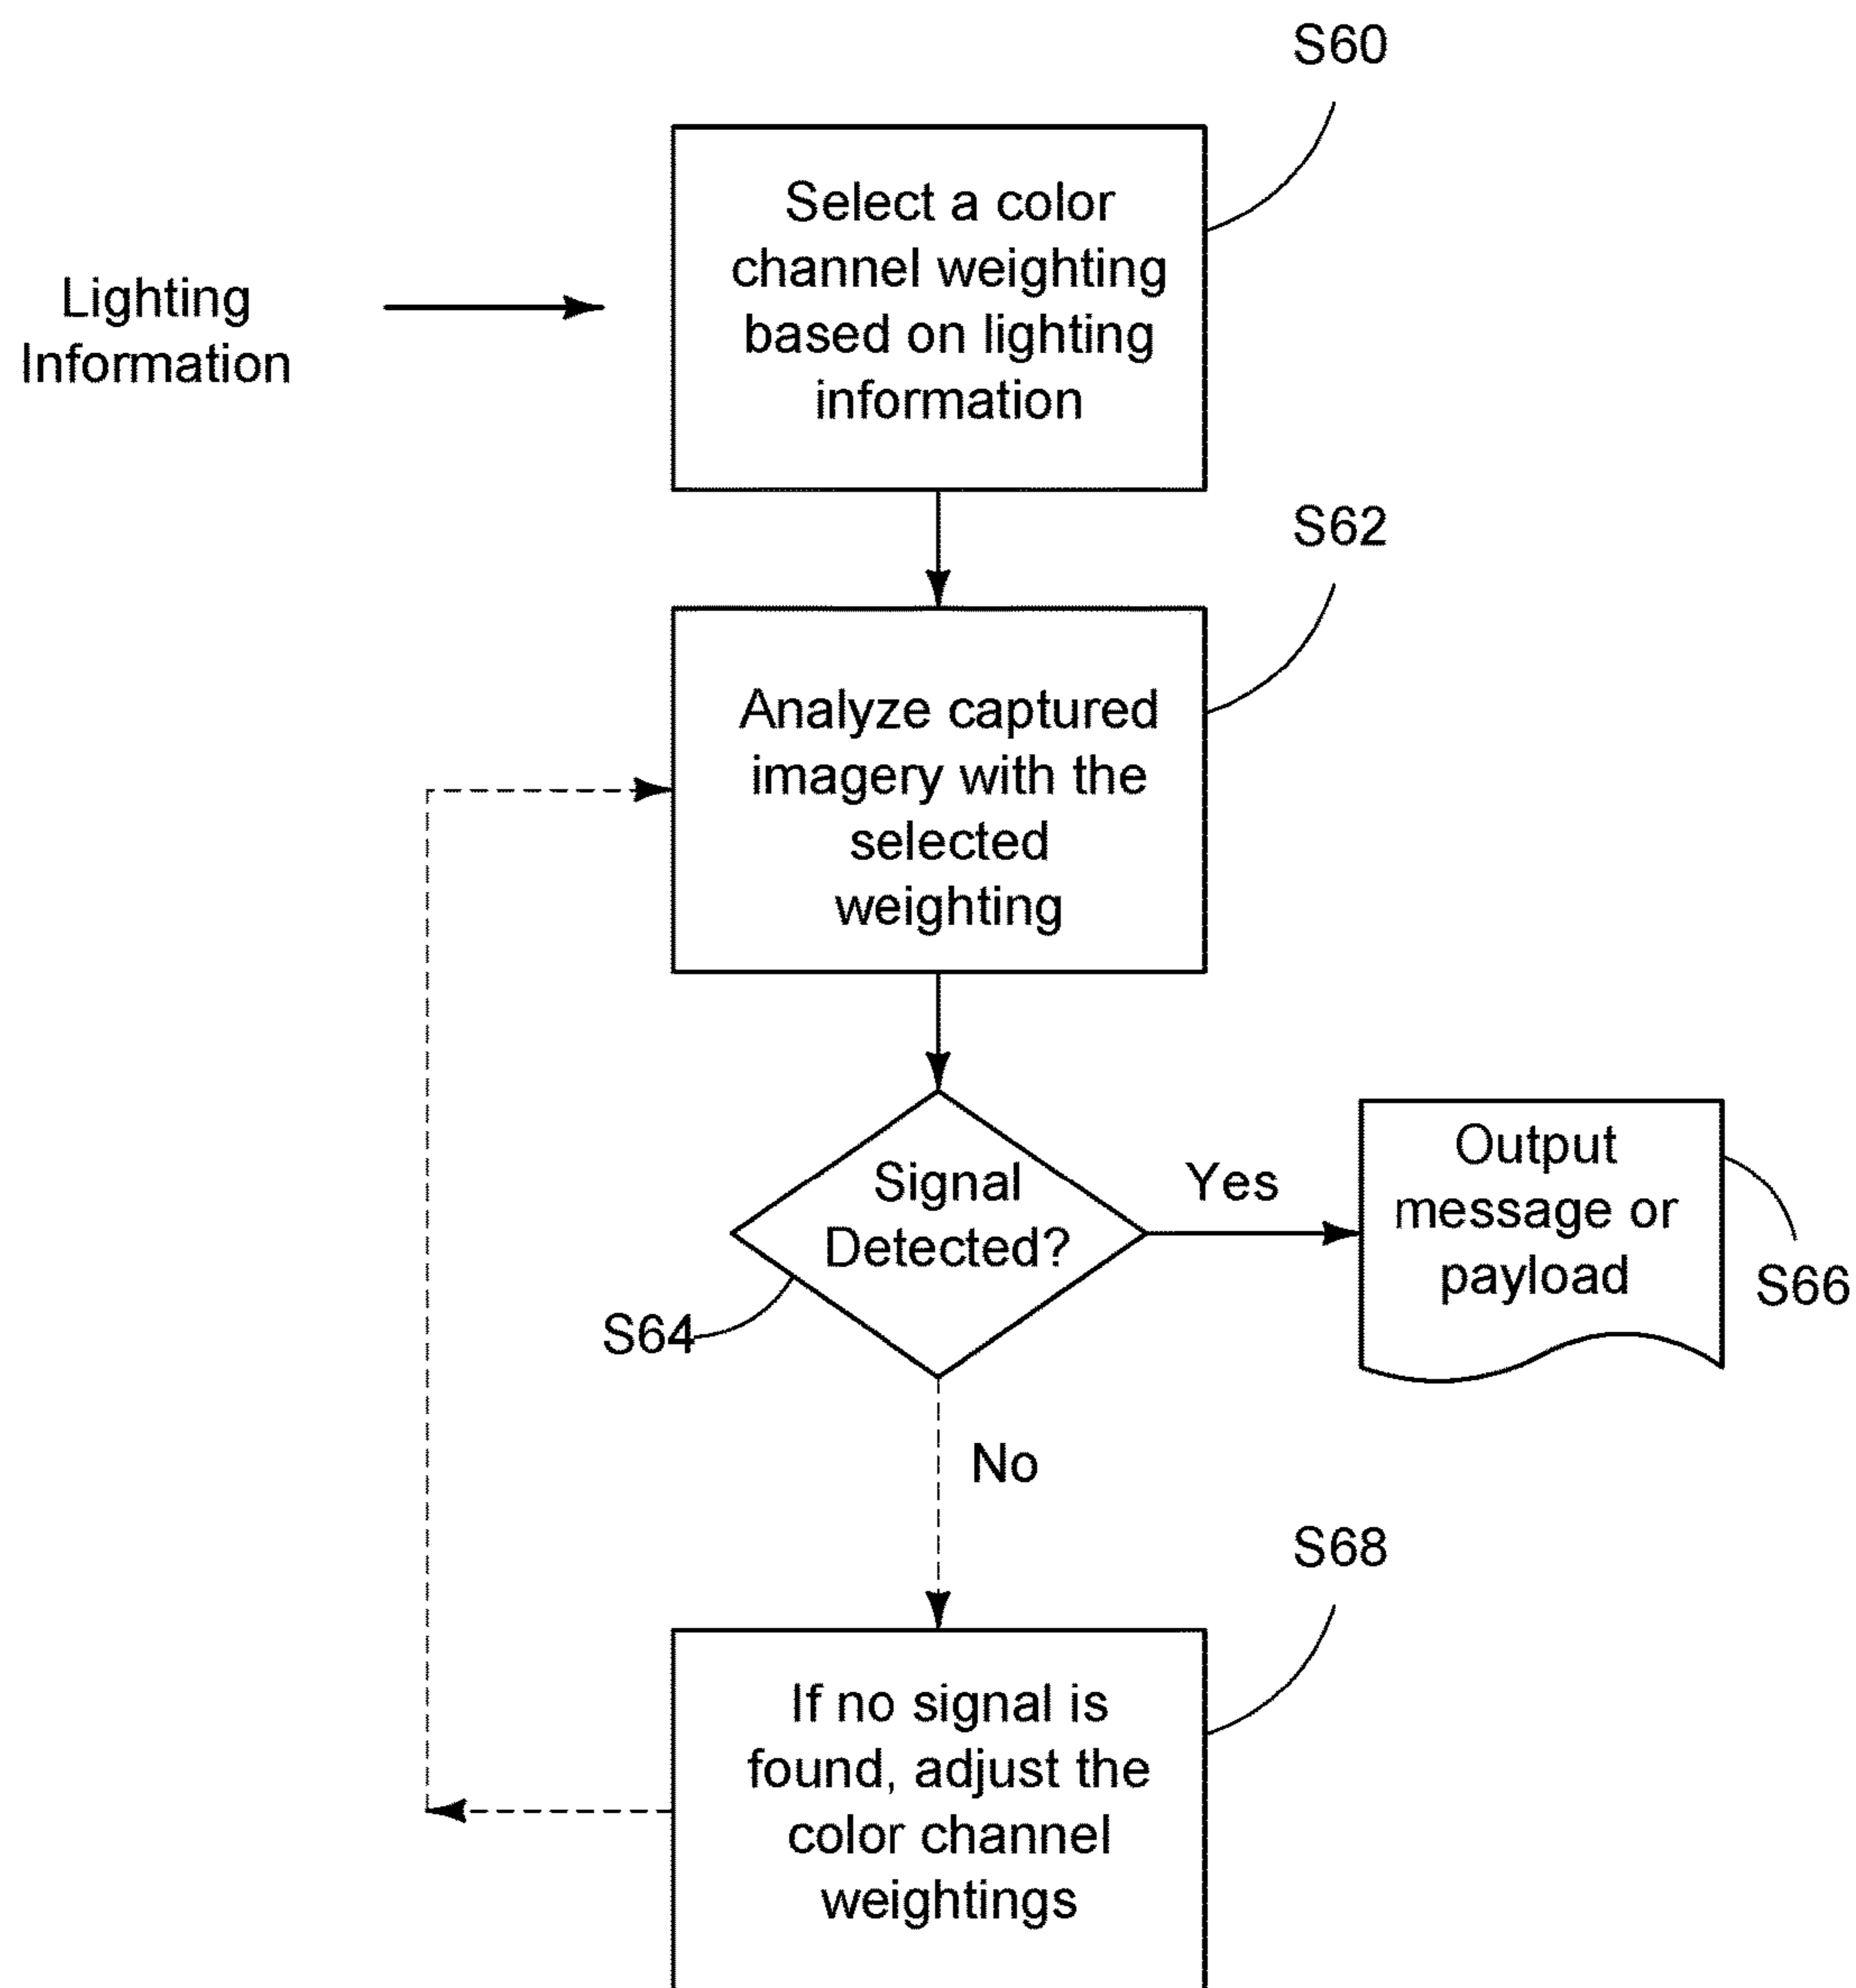 S60
Select a color
channel weighting
based on lighting
information
Lighting
Information
S62
Analyze captured
imagery with the
selected
weighting
Signal
Detected?
Yes
Output
message or
payload
S66
S64
No
S68
If no signal is
found, adjust the
color channel
weightings